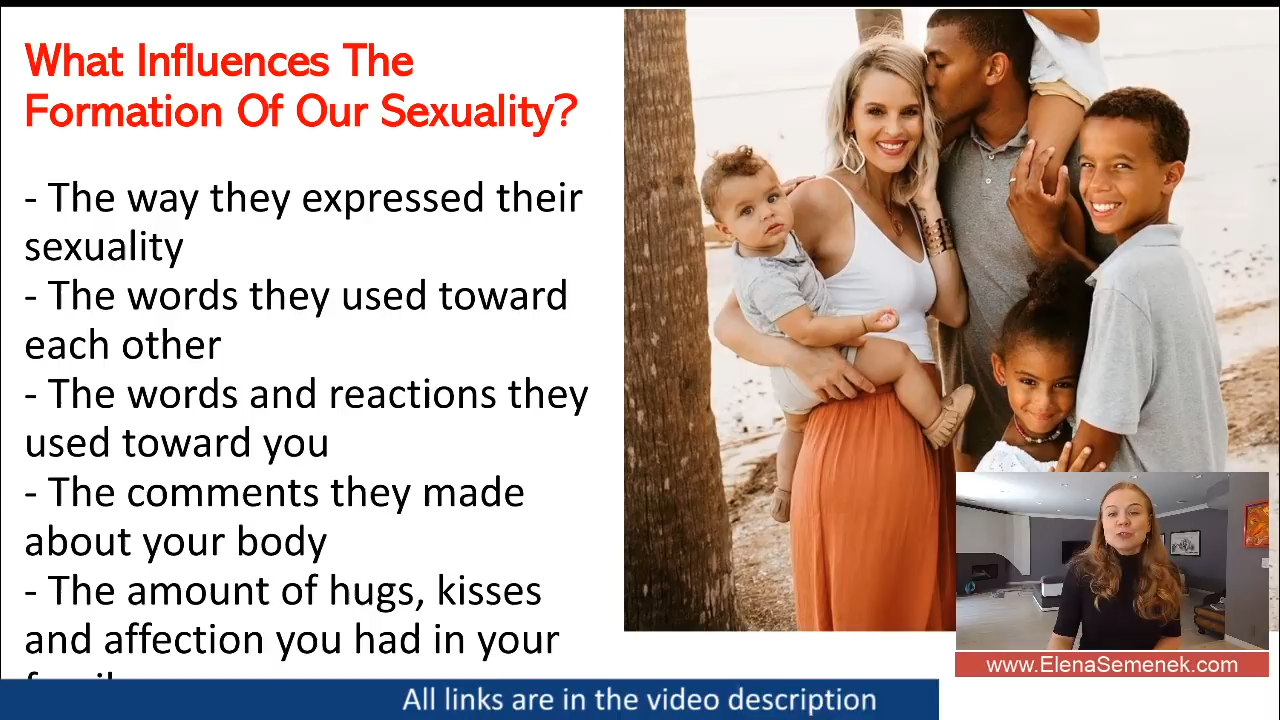 What Influences The
Formation Of Our Sexuality?
- The way they expressed their
sexuality
- The words they used toward
each other
- The words and reactions they
used toward you
- The comments they made
about your body
- The amount of hugs, kisses
and affection you had in your
www.ElenaSemenek.com
All links are in the video description